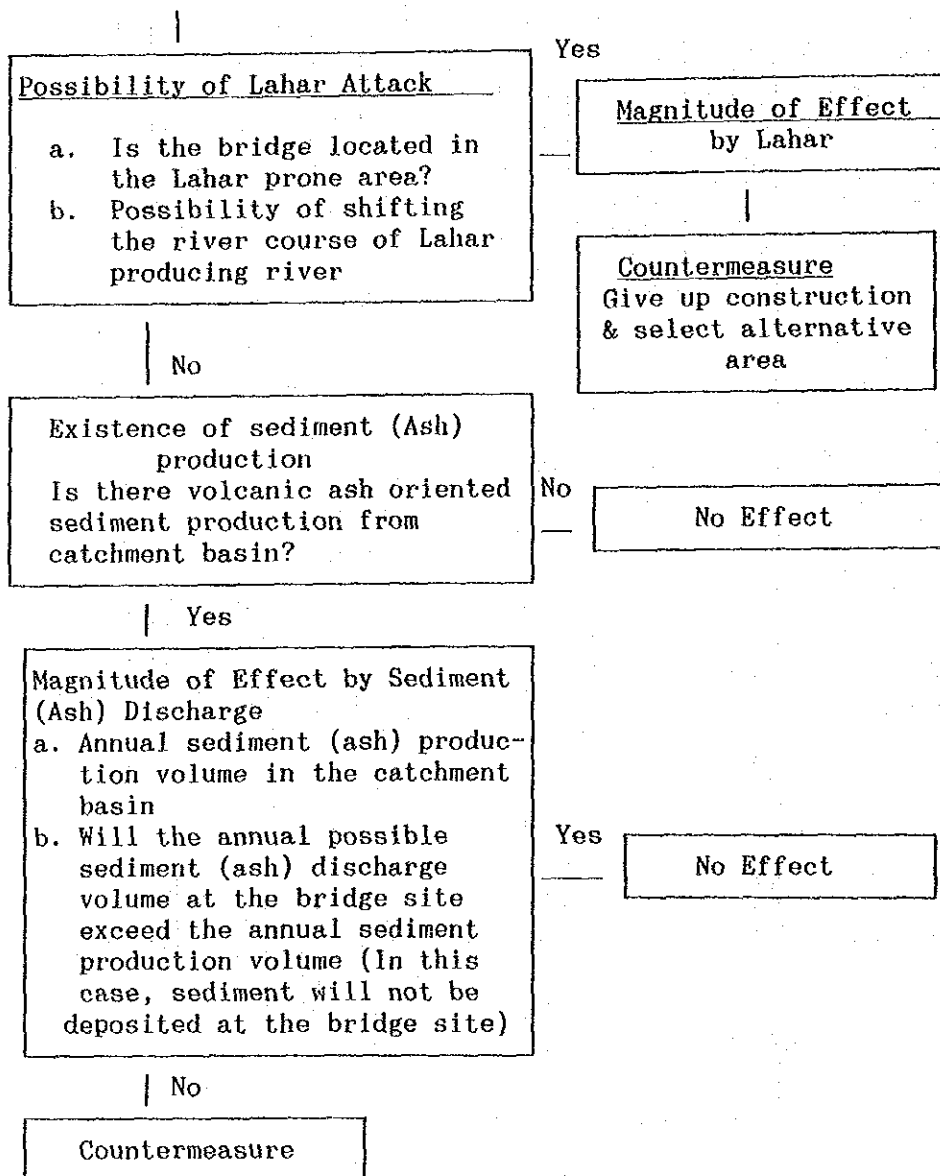 Possibility of Lahar Attack
a. Is the bridge located in
the Lahar prone area?
b. Possibility of shifting
the river course of Lahar
producing river
Yes
Magnitude of Effect
by Lahar
Countermeasure
Give up construction
& select alternative
area
No
Existence of sediment (Ash)
production
Is there volcanic ash oriented
sediment production from
catchment basin?
No
No Effect
Yes
Magnitude of Effect by Sediment
(Ash) Discharge
a. Annual sediment (ash) produc-
tion volume in the catchment
basin
b. Will the annual possible
sediment (ash) discharge
volume at the bridge site
exceed the annual sediment
production volume (In this
case, sediment will not be
deposited at the bridge site)
Yes
No Effect
No
Countermeasure